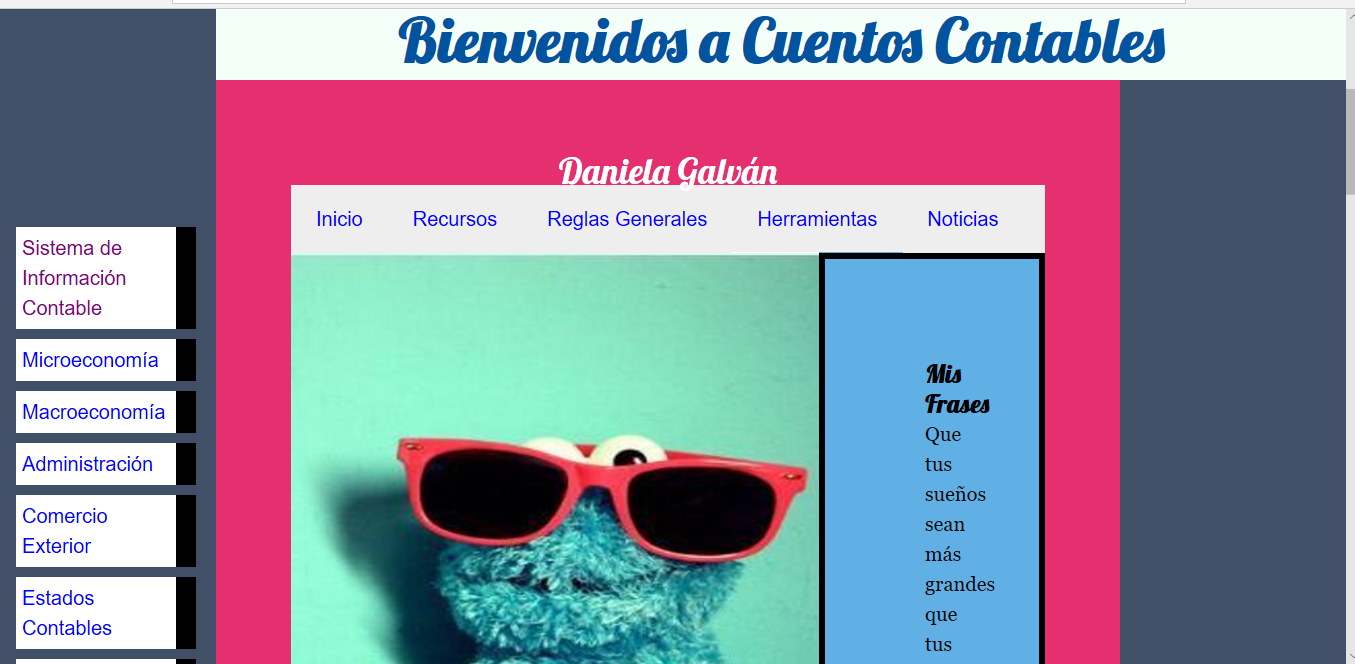 Bienvenidos a Cuentos Contables
Daniela Galván
Inicio Recursos Reglas Generales Herramientas Noticias
Sistema de
Información
Contable
Microeconomía
Macroeconomía
Administración
Comercio
Exterior
Estados
Contables
Mis
Frases
Que
tus
sueños
sean
más
grandes
que
tus